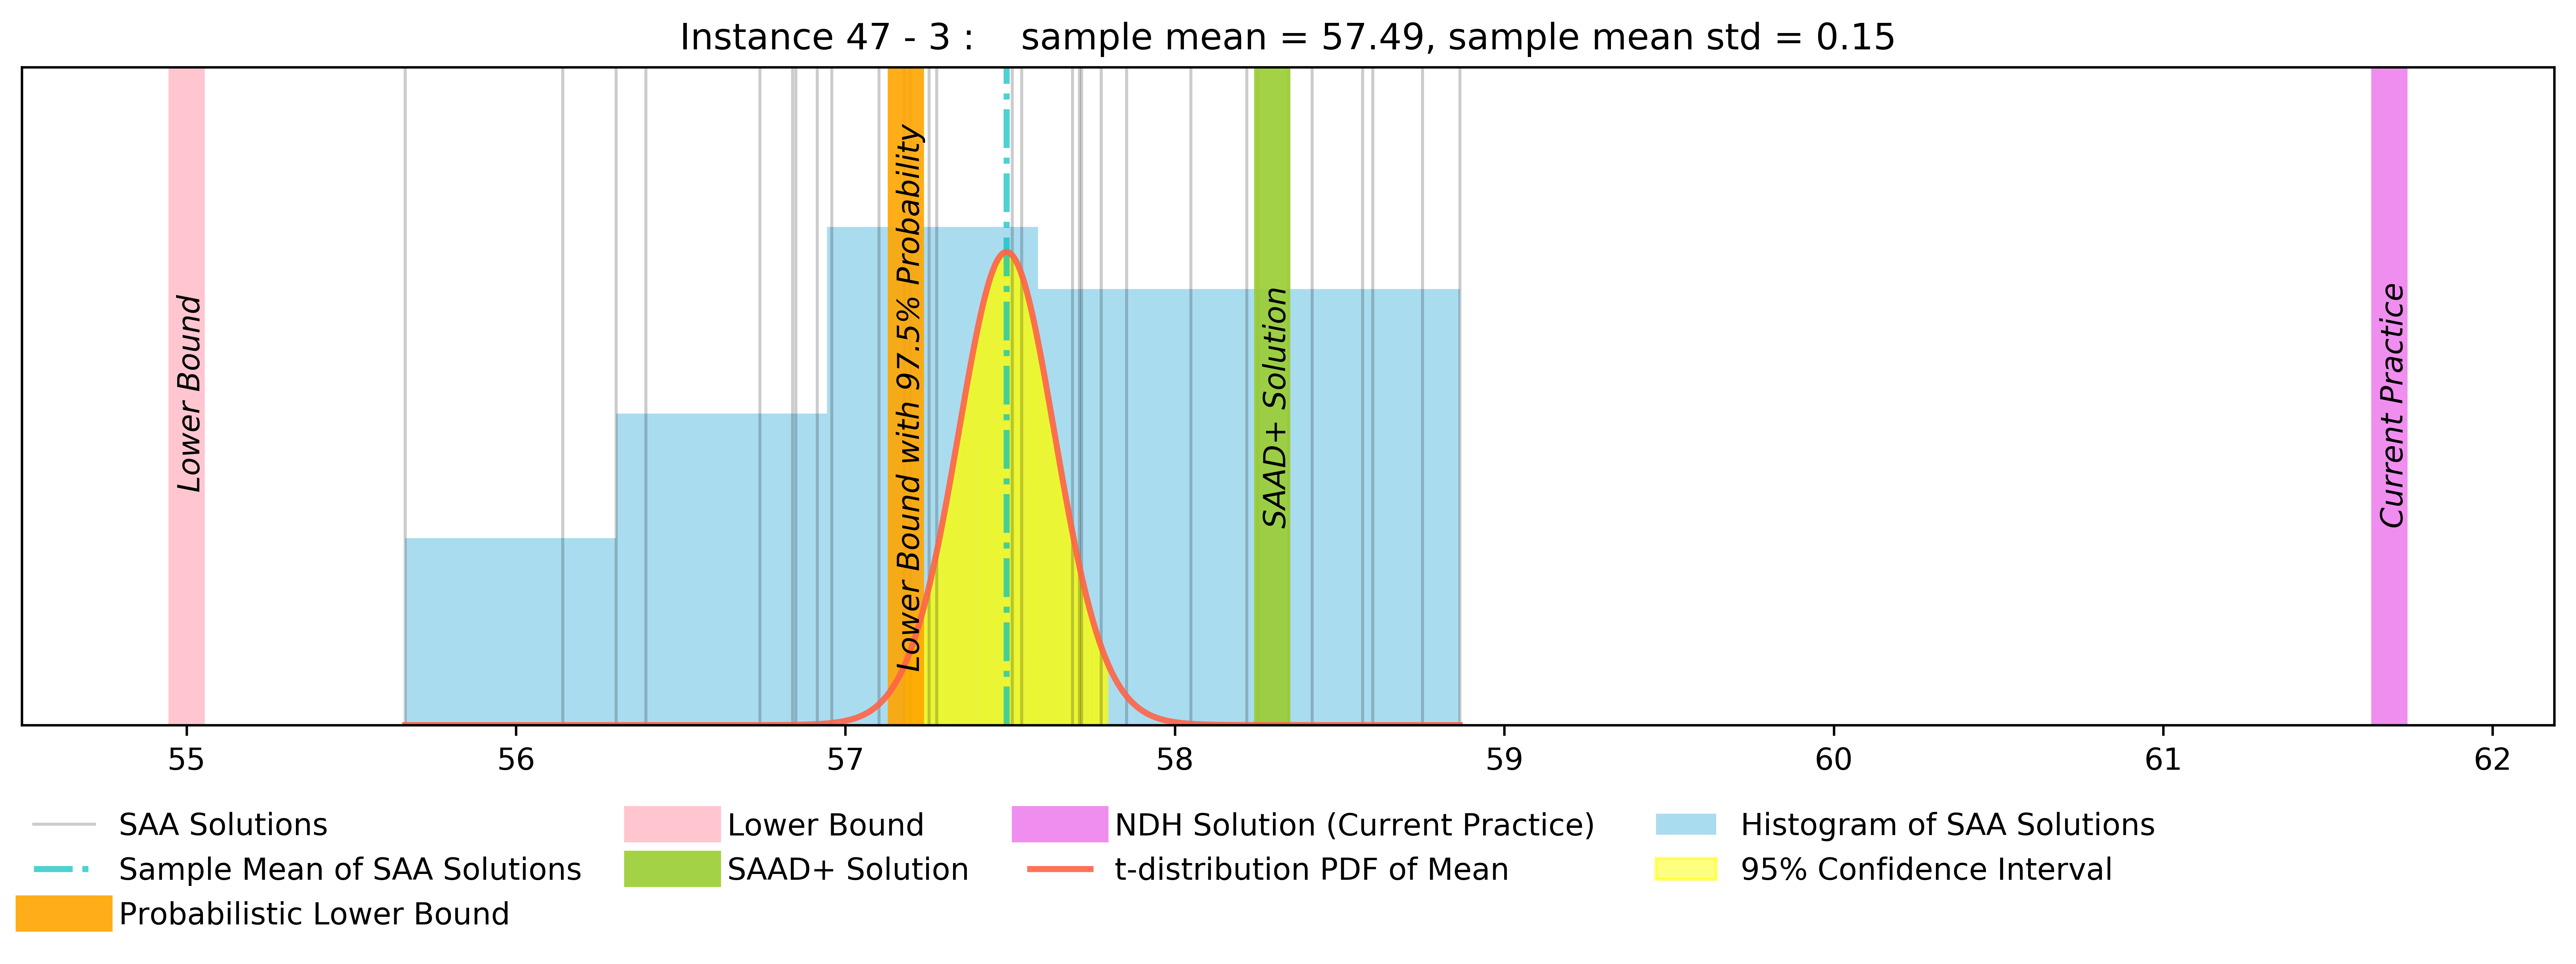 Instance 47 - 3 : sample mean = 57.49, sample mean std = 0.15
Lower Bound
Lower Bound with 97.5% Probability
SAAD+ Solution
Current Practice
55 56 57 58 59 60 61 62
SAA Solutions
Sample Mean of SAA Solutions
Probabilistic Lower Bound
Lower Bound
SAAD+ Solution
NDH Solution (Current Practice)
t-distribution PDF of Mean
Histogram of SAA Solutions
95% Confidence Interval